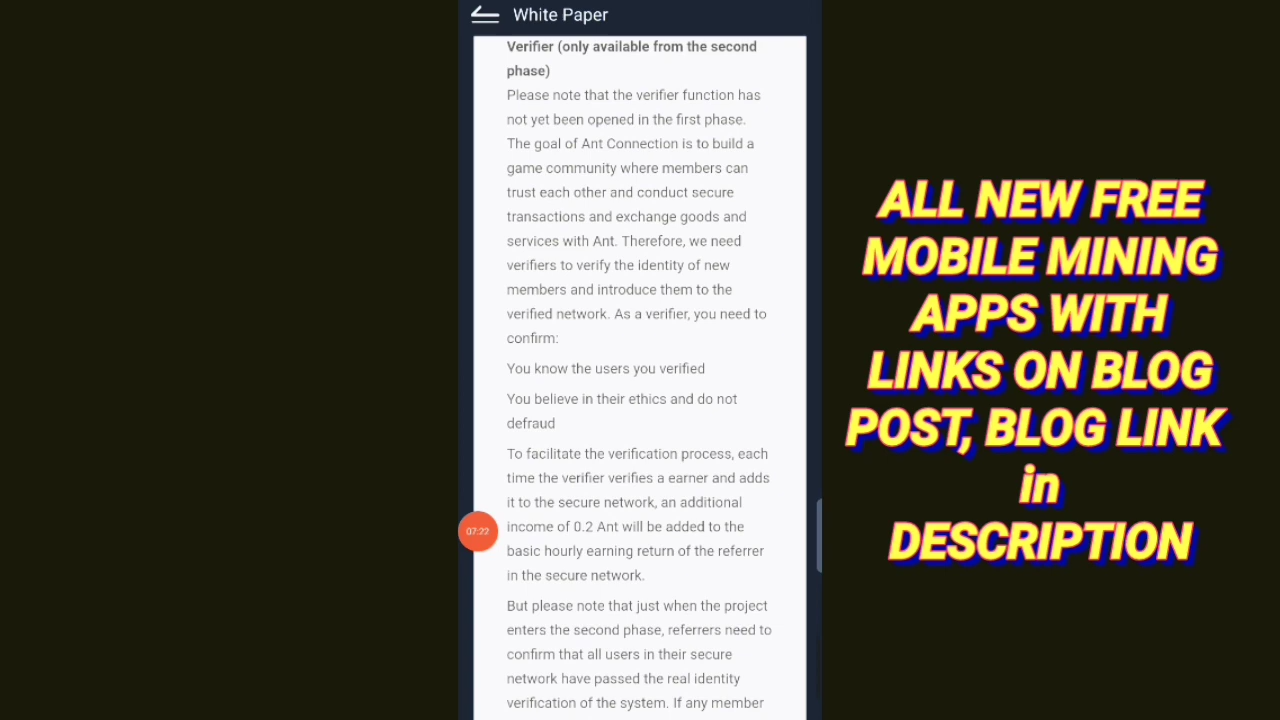 White Paper
Verifier (only available from the second
phase)
Please note that the verifier function has
not yet been opened in the first phase.
The goal of Ant Connection is to build a
game community where members can
trust each other and conduct secure
transactions and exchange goods and
services with Ant. Therefore, we need
verifiers to verify the identity of new
members and introduce them to the
verified network. As a verifier, you need to
confirm:
You know the users you verified
You believe in their ethics and do not
defraud
To facilitate the verification process, each
time the verifier verifies a earner and adds
it to the secure network, an additional
income of 0.2 Ant will be added to the
basic hourly earning return of the referrer
in the secure network.
But please note that just when the project
enters the second phase, referrers need to
confirm that all users in their secure
network have passed the real identity
verification of the system. If any member
07:22
ALL NEW FREE
MOBILE MINING
APPS WITH
LINKS ON BLOG
POST, BLOG LINK
in
DESCRIPTION